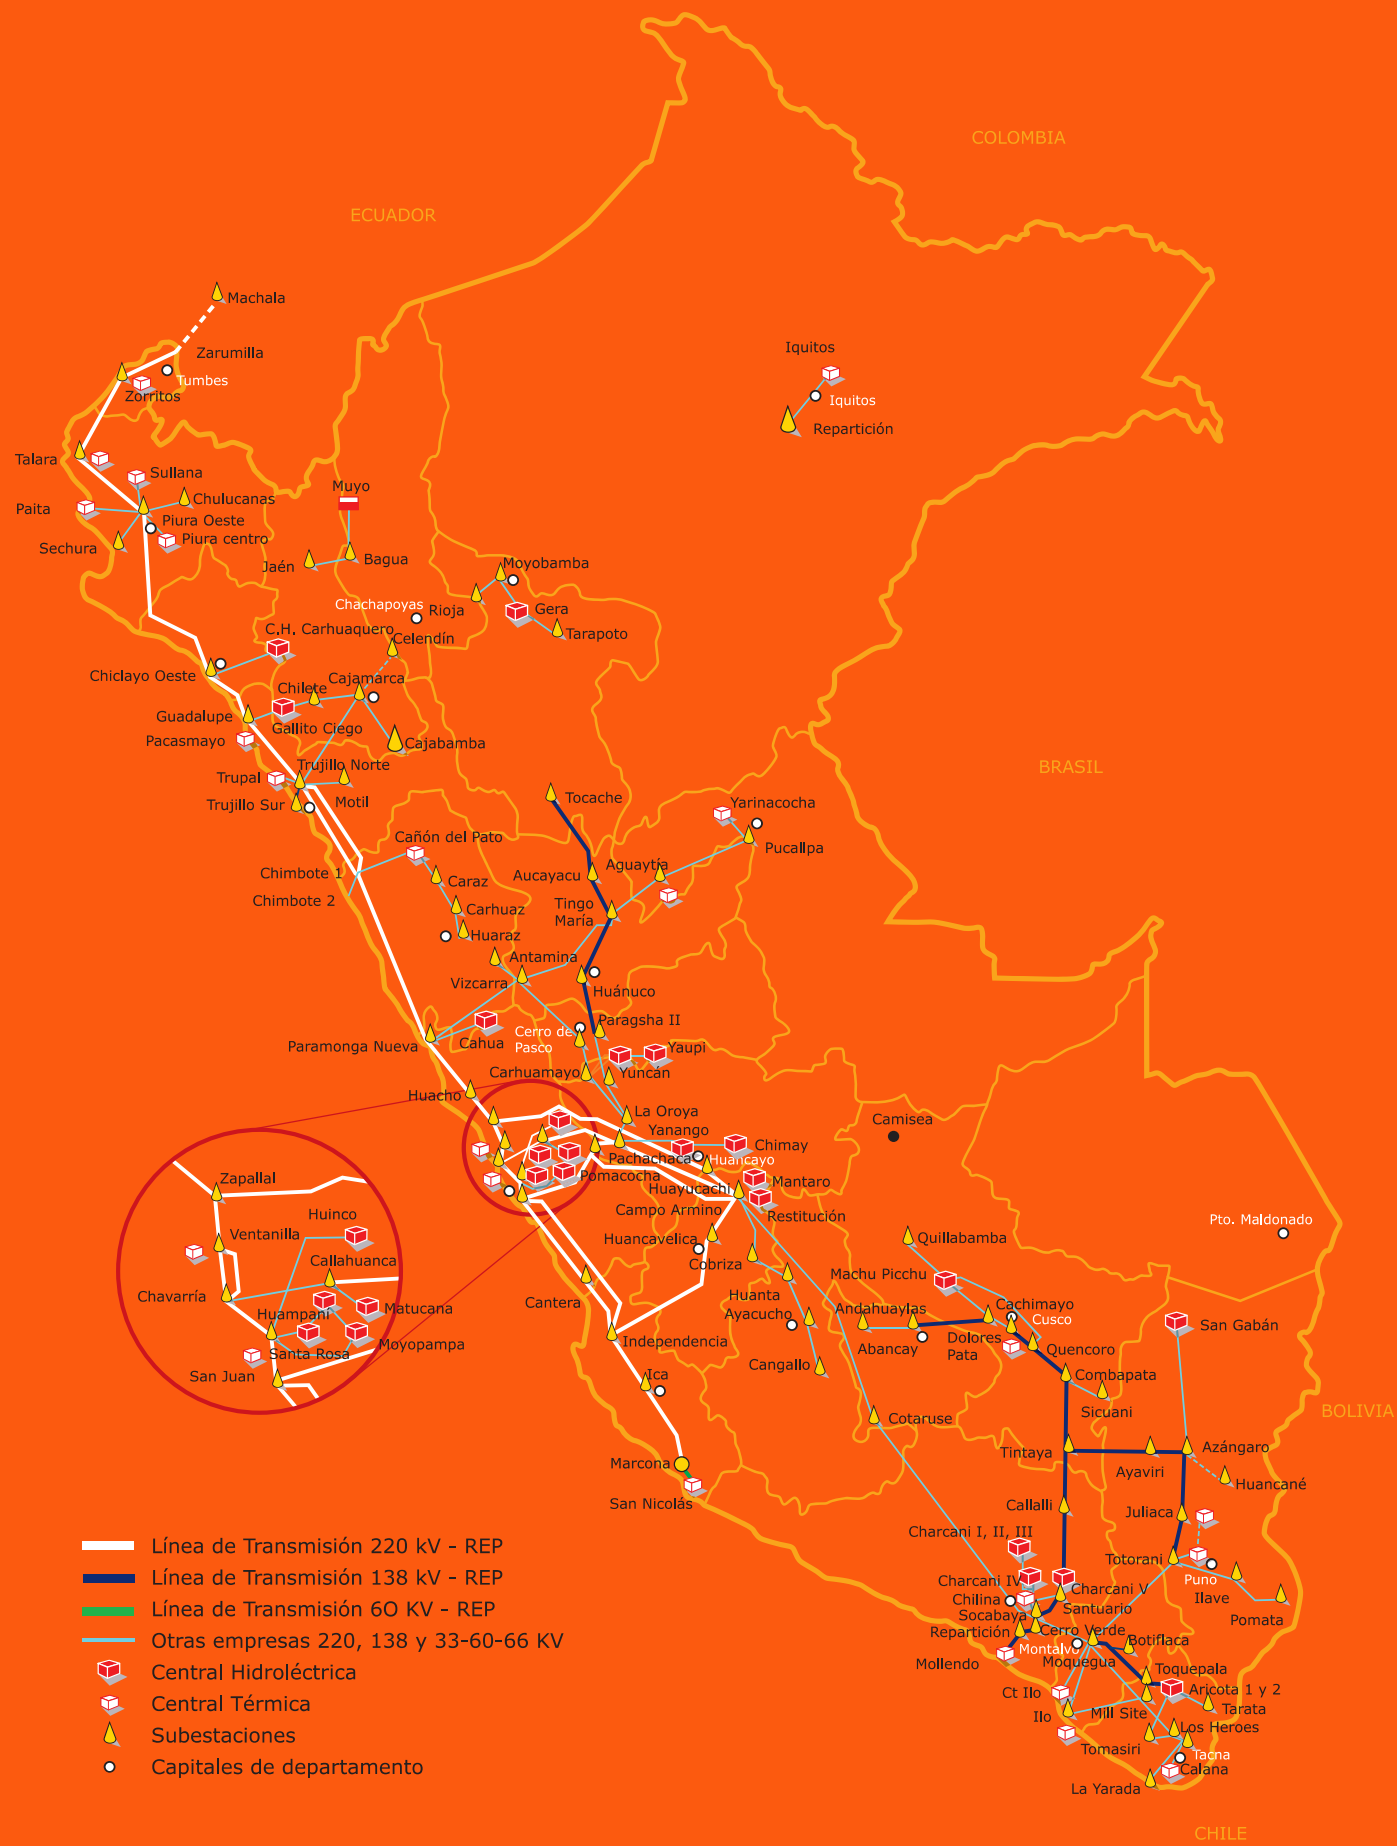 COLOMBIA
ECUADOR
Machala
Zarumilla
Tumbes
Zorritos
Iquitos
Iquitos
Repartición
Talara
Sullana
Chulucanas
Paita
Piura Oeste
Piura centro
Sechura
Muyo
Jaén
Bagua
Moyobamba
Chachapoyas
Rioja
Gera
Tarapoto
C.H. Carhuaquero
Celendín
Chiclayo Oeste
Cajamarca
Chilete
Guadalupe
Gallito Ciego
Pacasmayo
Cajabamba
Trujillo Norte
Trupal
Trujillo Sur
Motil
BRASIL
Tocache
Yarinacocha
Cañón del Pato
Pucallpa
Chimbote 1
Aguaytía
Aucayacu
Caraz
Chimbote 2
Carhuaz
Tingo
María
Huaraz
Antamina
Vizcarra
Huánuco
Paragsha II
Cerro de
Pasco
Paramonga Nueva
Cahua
Yaupi
Carhuamayo
Yuncán
Huacho
La Oroya
Yanango
Camisea
Chimay
Pachachaca
Huancayo
Pomacocha
Mantaro
Huayucachi
Campo Armino
Restitución
Huancavelica
Cobriza
Zapallal
Huinco
Ventanilla
Callahuanca
Chavarría
Huampani
Matucana
Santa Rosa
Moyopampa
San Juan
Cantera
Huanta
Ayacucho
Independencia
Cangallo
Ica
Quillabamba
Machu Picchu
Pto. Maldonado
Andahuaylas
Cachimayo
Cusco
Abancay
Dolores
Pata
Quencoro
San Gabán
Combapata
Sicuani
Cotaruse
BOLIVIA
Marcona
San Nicolás
Tintaya
Azángaro
Ayaviri
Huancané
Callalli
Juliaca
Charcani I, II, III
Totorani
Puno
Charcani IV
Charcani V
Ilave
Chilina
Santuario
Pomata
Socabaya
Repartición
Cerro Verde
Botiflaca
Montalvo
Mollendo
Moquegua
Toquepala
Ct Ilo
Aricota 1 y 2
Ilo
Mill Site
Tarata
Los Heroes
Tomasiri
Tacna
Calana
La Yarada
CHILE
Línea de Transmisión 220 kV - REP
Línea de Transmisión 138 kV - REP
Línea de Transmisión 6O KV - REP
Otras empresas 220, 138 y 33-60-66 KV
Central Hidroléctrica
Central Térmica
Subestaciones
Capitales de departamento